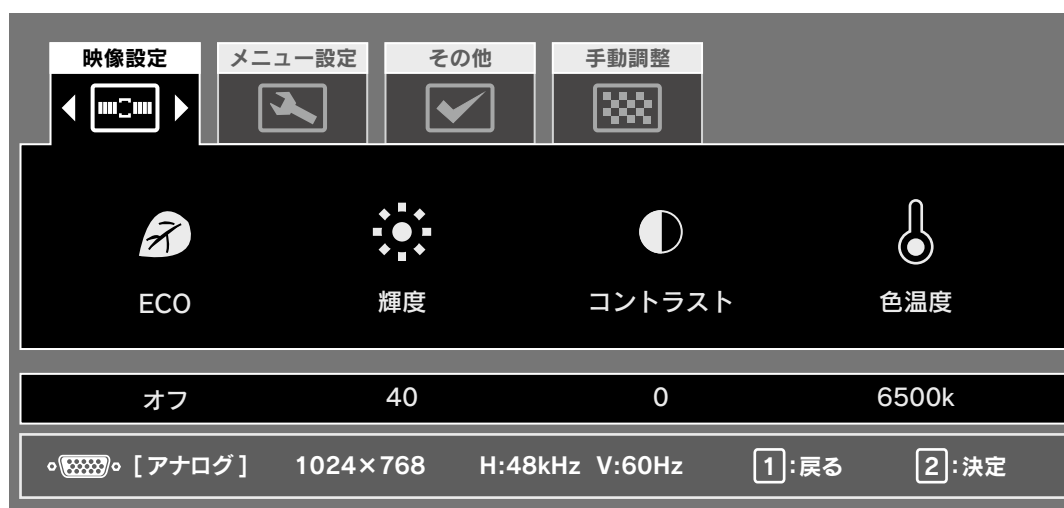 映像設定 メニュー設定 その他 手動調整
ECO 輝度 コントラスト 色温度
オフ 40 0 6500k
[アナログ] 1024×768 H:48kHz V:60Hz 1:戻る 2:決定